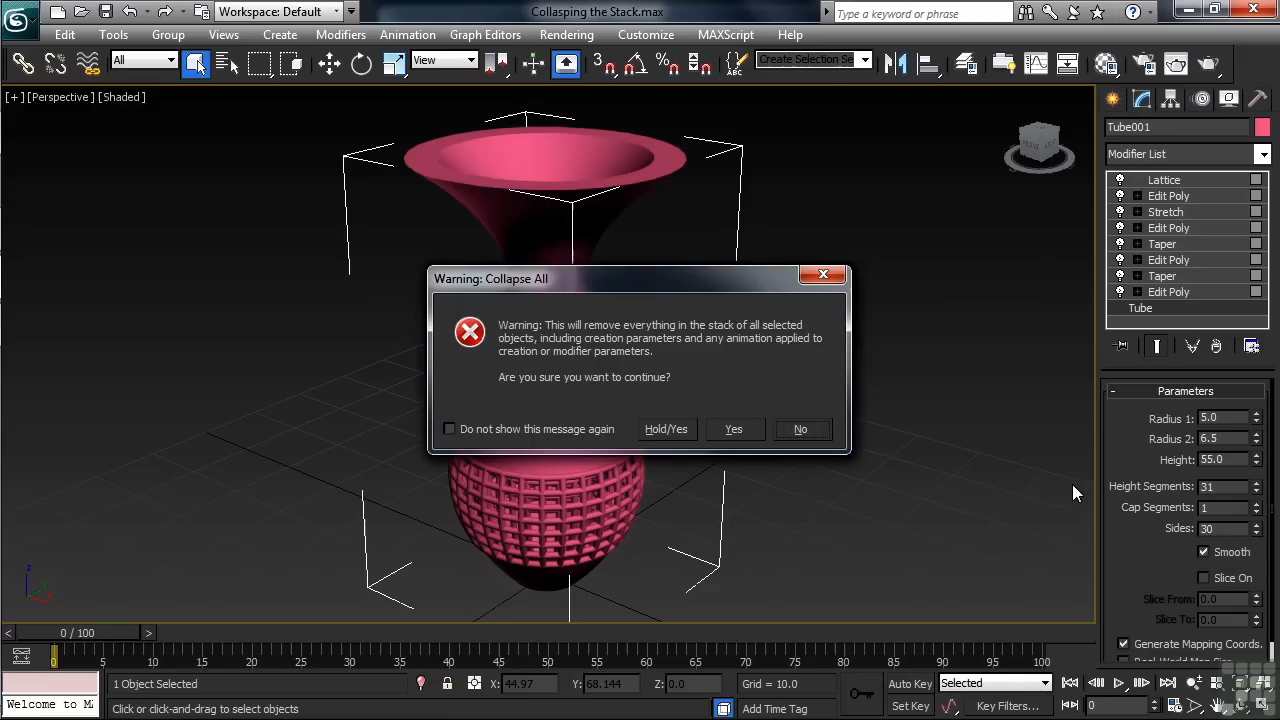 Workspace: Default
Collasping the Stack.max
Type a keyword or phrase
Edit Tools Group Views Create Modifiers Animation Graph Editors Rendering Customize MAXScript Help
All
View
3
Create Selection Se
[+] [Perspective] [Shaded]
Tube001
Modifier List
Lattice
Edit Poly
Stretch
Edit Poly
Taper
Edit Poly
Taper
Edit Poly
Tube
Warning: Collapse All
Warning: This will remove everything in the stack of all selected
objects, including creation parameters and any animation applied to
creation or modifier parameters.
Are you sure you want to continue?
Do not show this message again
Hold/Yes
Yes
No
- Parameters
Radius 1: 5.0
Radius 2: 6.5
Height: 55.0
Height Segments: 31
Cap Segments: 1
Sides: 30
Smooth
Slice On
Slice From: 0.0
Slice To: 0.0
Generate Mapping Coords.
z
< 0 / 100 >
0 5 10 15 20 25 30 35 40 45 50 55 60 65 70 75 80 85 90 95 100
1 Object Selected
X: 44.97 Y: 68.144 Z: 0.0
Grid = 10.0
Auto Key
Selected
Welcome to M
Click or click-and-drag to select objects
Add Time Tag
Set Key
Key Filters...
0